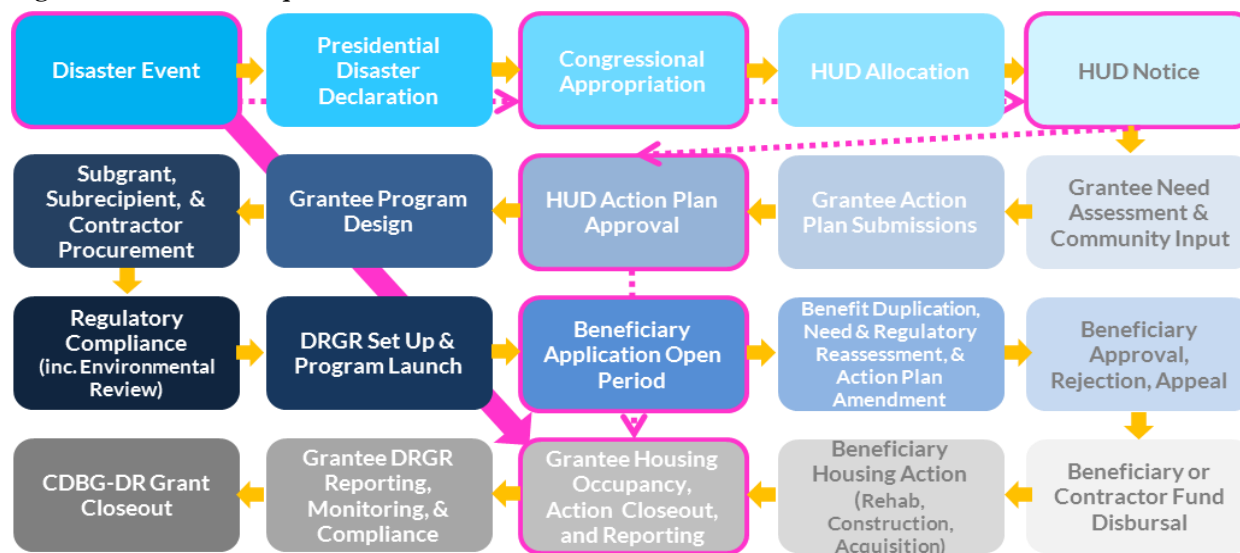 Disaster Event
Presidential
Disaster
Declaration
Congressional
Appropriation
HUD Allocation
HUD Notice
Subgrant,
Subrecipient, &
Contractor
Procurement
Grantee Program
Design
HUD Action Plan
Approval
Grantee Action
Plan Submissions
Grantee Need
Assessment &
Community Input
Regulatory
Compliance
(inc. Environmental
Review)
DRGR Set Up &
Program Launch
Beneficiary
Application Open
Period
Benefit Duplication,
Need & Regulatory
Reassessment, &
Action Plan
Amendment
Beneficiary
Approval,
Rejection, Appeal
CDBG-DR Grant
Closeout
Grantee DRGR
Reporting,
Monitoring, &
Compliance
Grantee Housing
Occupancy,
Action Closeout,
and Reporting
Beneficiary
Housing Action
(Rehab,
Construction,
Acquisition)
Beneficiary or
Contractor Fund
Disbursal